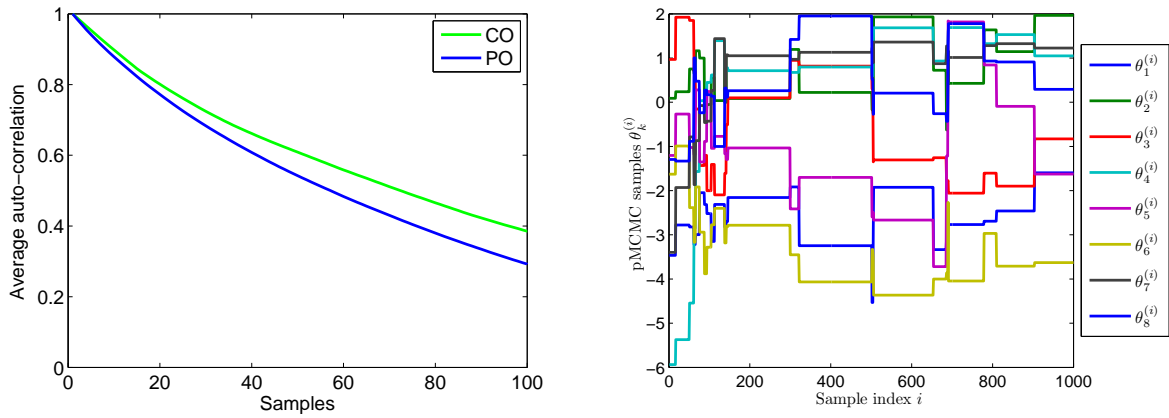 Average auto−correlation
1
0.8
0.6
0.4
0.2
0
0 20 40 60 80 100
Samples
CO
PO
pMCMC samples θ_k^{(i)}
2
1
0
−1
−2
−3
−4
−5
−6
0 200 400 600 800 1000
Sample index i
θ_1^{(i)}
θ_2^{(i)}
θ_3^{(i)}
θ_4^{(i)}
θ_5^{(i)}
θ_6^{(i)}
θ_7^{(i)}
θ_8^{(i)}